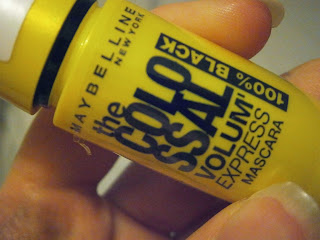 MAYBELLINE
NEW YORK
the
COLO
SSAL
100% BLACK
VOLUM'
EXPRESS
MASCARA